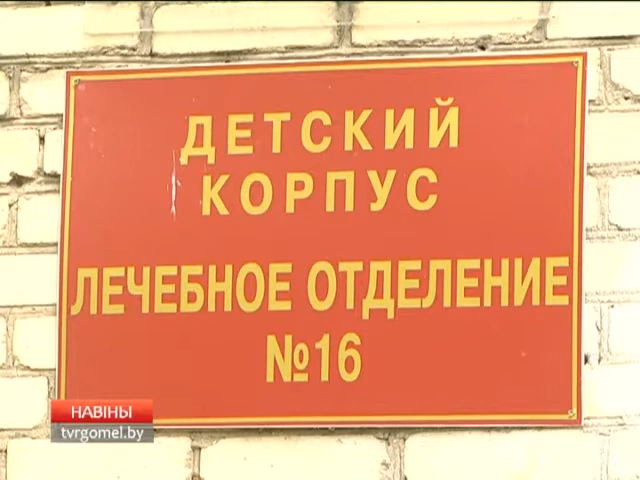 ДЕТСКИЙ
КОРПУС
ЛЕЧЕБНОЕ ОТДЕЛЕНИЕ
№16
НАВІНЫ
tvrgomel.by